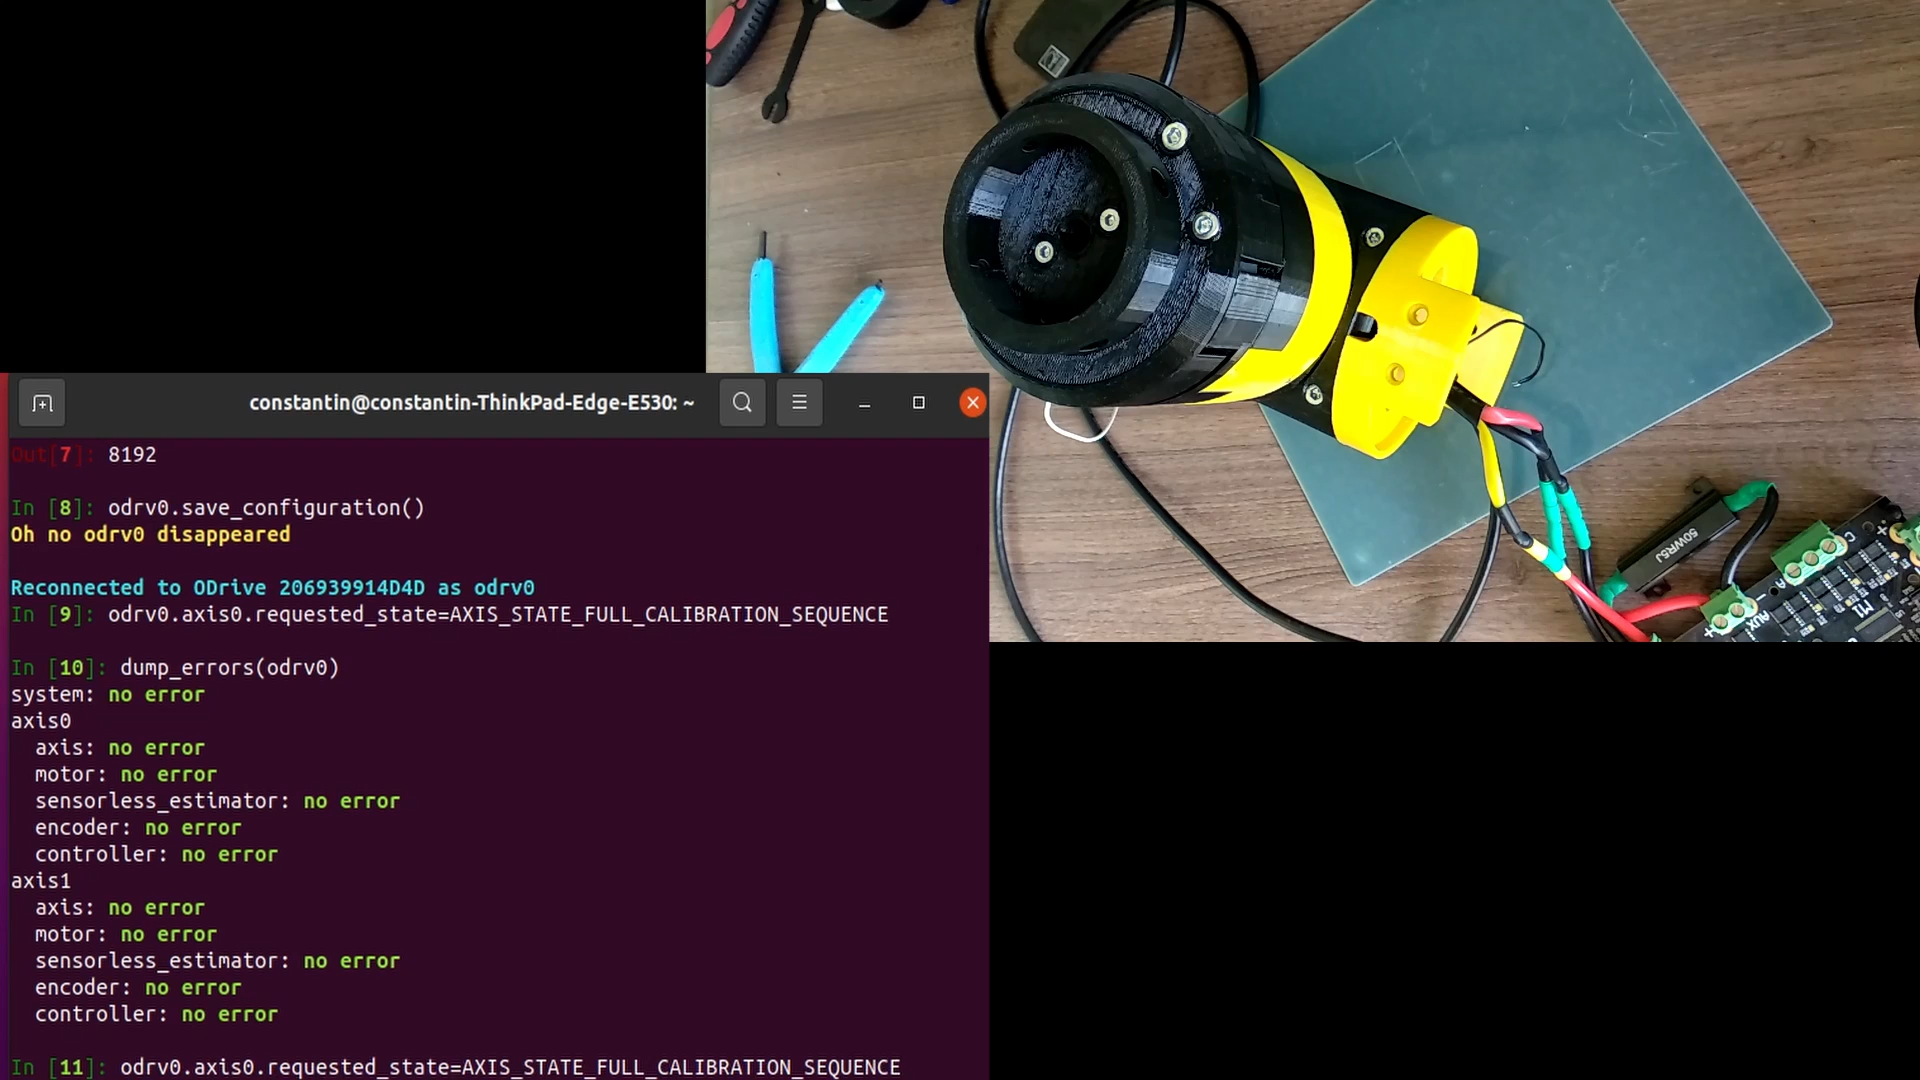 constantin@constantin-ThinkPad-Edge-E530: ~
Out[7]: 8192
In [8]: odrv0.save_configuration()
Oh no odrv0 disappeared
Reconnected to ODrive 206939914D4D as odrv0
In [9]: odrv0.axis0.requested_state=AXIS_STATE_FULL_CALIBRATION_SEQUENCE
In [10]: dump_errors(odrv0)
system: no error
axis0
  axis: no error
  motor: no error
  sensorless_estimator: no error
  encoder: no error
  controller: no error
axis1
  axis: no error
  motor: no error
  sensorless_estimator: no error
  encoder: no error
  controller: no error
In [11]: odrv0.axis0.requested_state=AXIS_STATE_FULL_CALIBRATION_SEQUENCE
50WR5J
C
A
AUX
M1